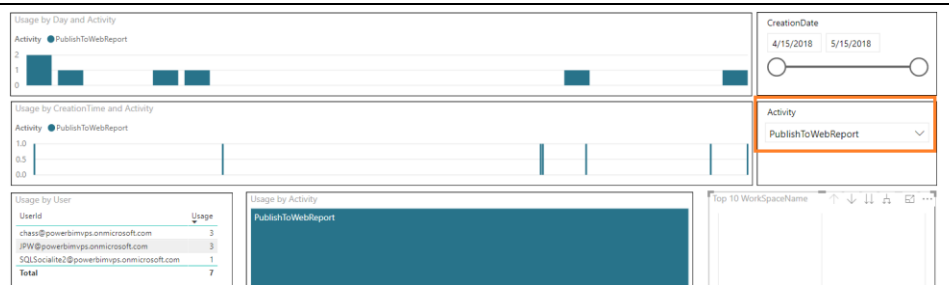 Usage by Day and Activity
Activity PublishToWebReport
2
1
0
CreationDate
4/15/2018 5/15/2018
Usage by CreationTime and Activity
Activity PublishToWebReport
1.0
0.5
0.0
Activity
PublishToWebReport
Usage by User
UserId Usage
chass@powerbimvps.onmicrosoft.com 3
JPW@powerbimvps.onmicrosoft.com 3
SQLSocialite2@powerbimvps.onmicrosoft.com 1
Total 7
Usage by Activity
PublishToWebReport
Top 10 WorkSpaceName